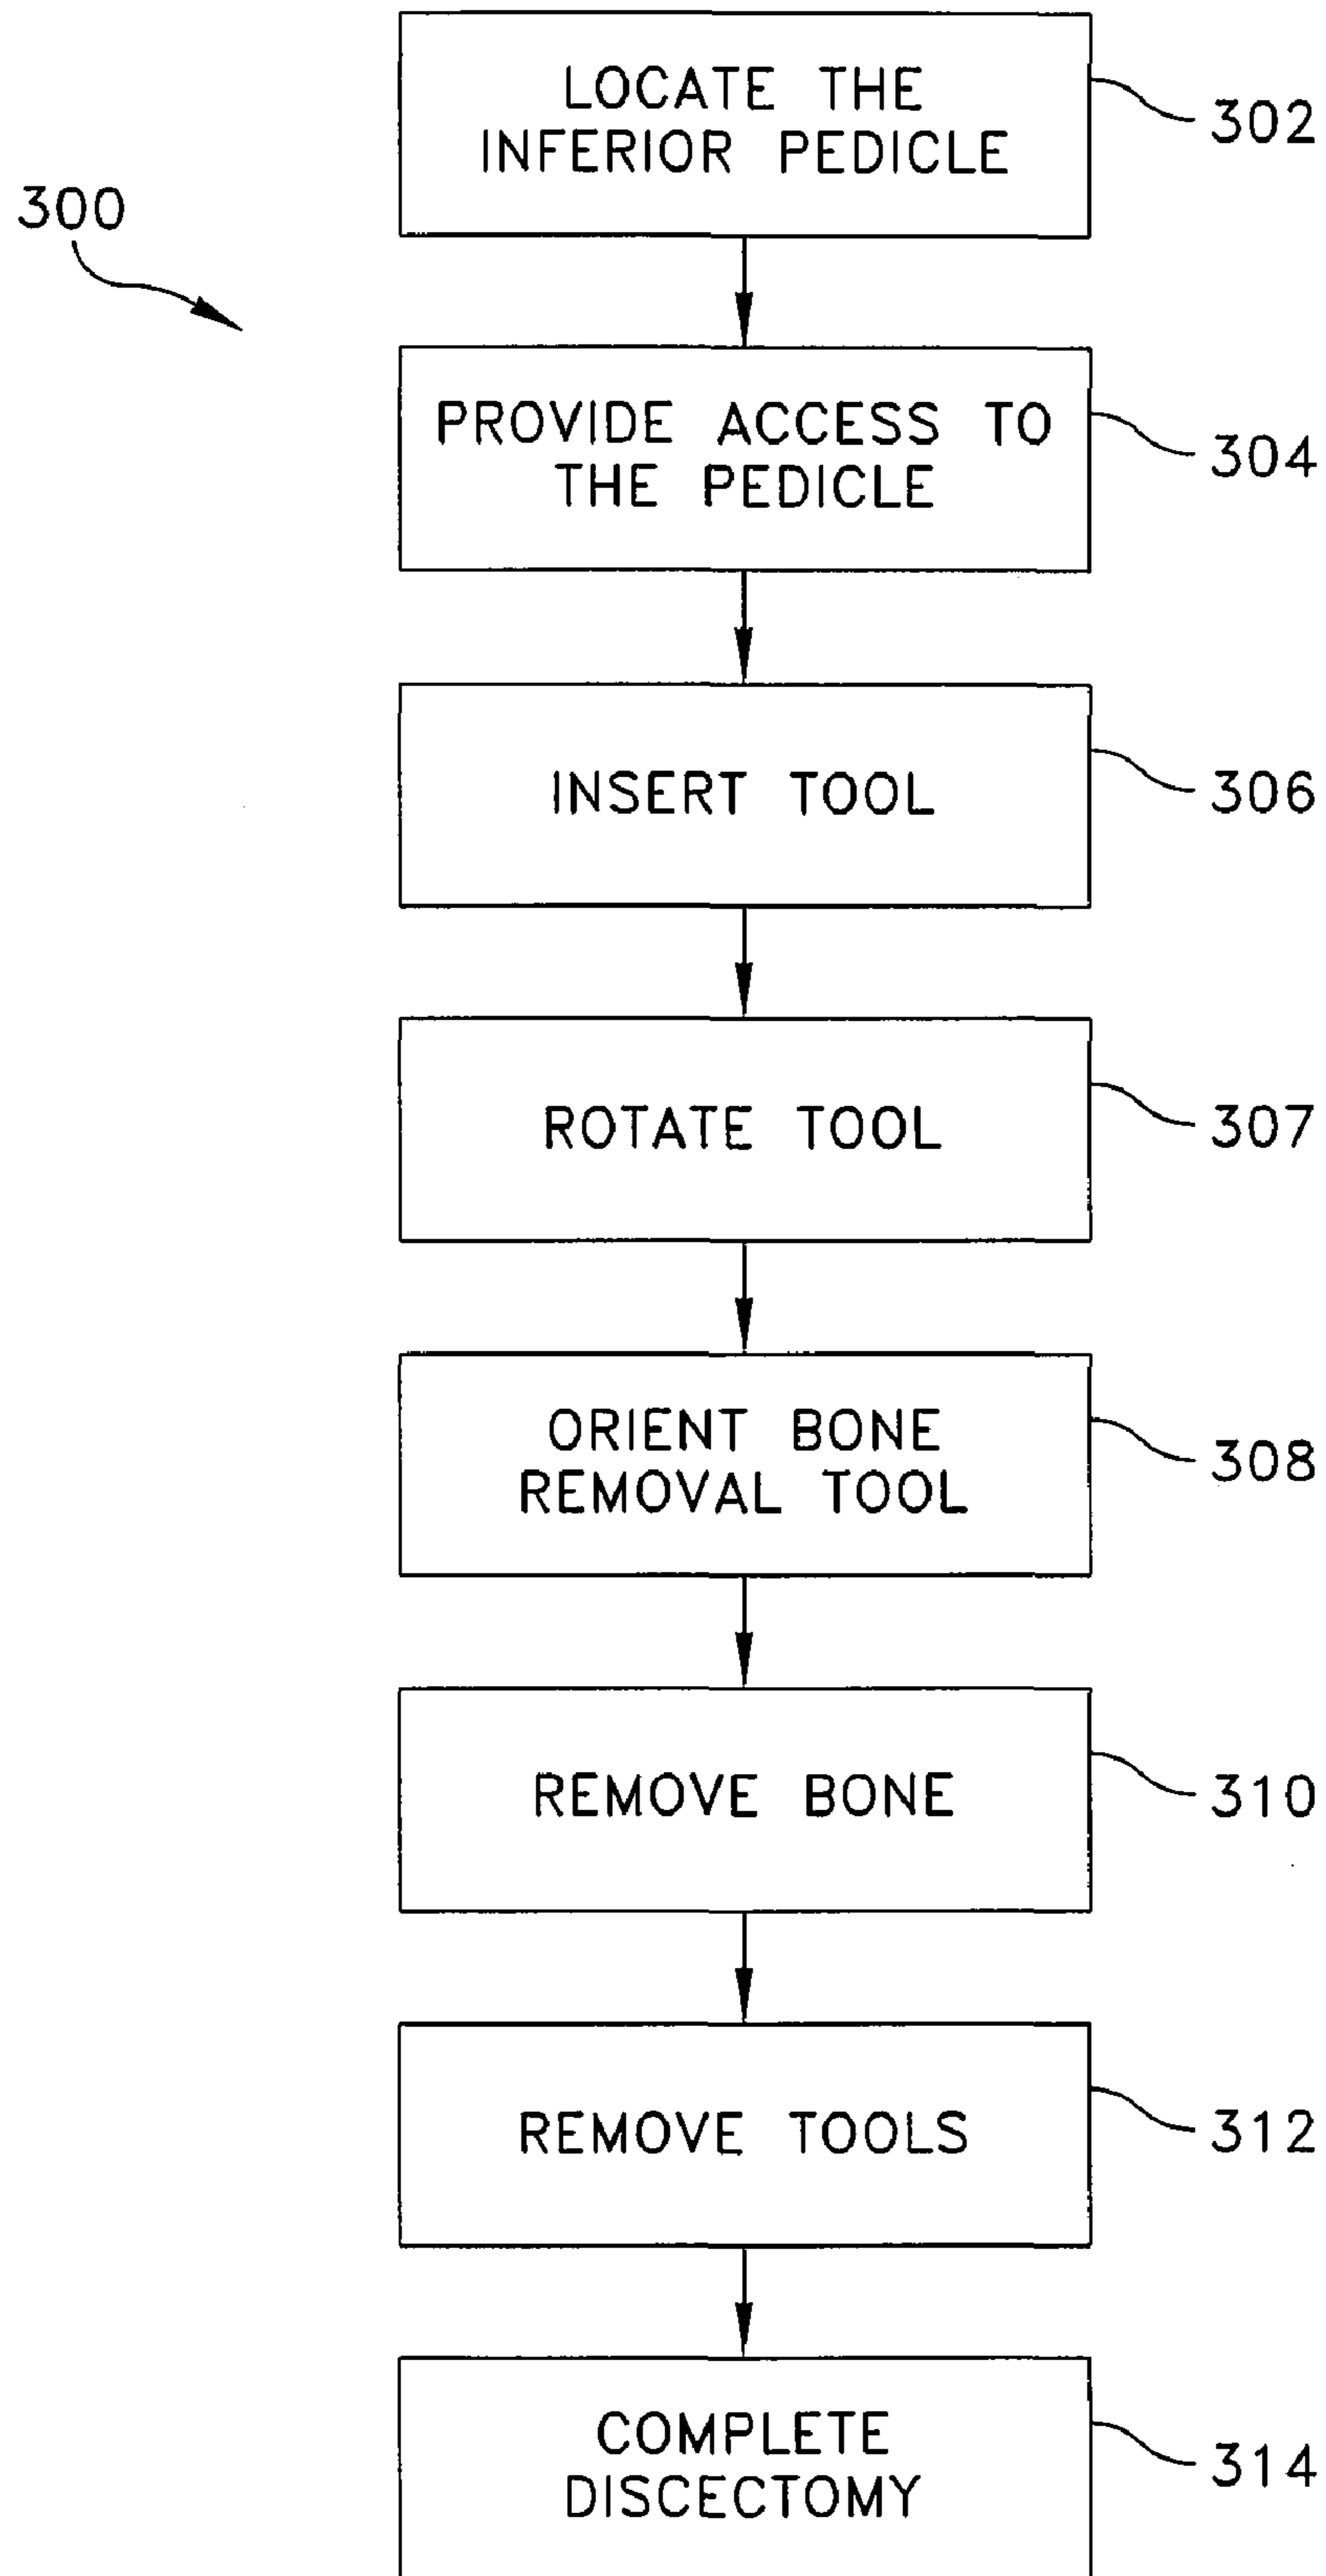 LOCATE THE
INFERIOR PEDICLE
302
300
PROVIDE ACCESS TO
THE PEDICLE
304
INSERT TOOL
306
ROTATE TOOL
307
ORIENT BONE
REMOVAL TOOL
308
REMOVE BONE
310
REMOVE TOOLS
312
COMPLETE
DISCECTOMY
314